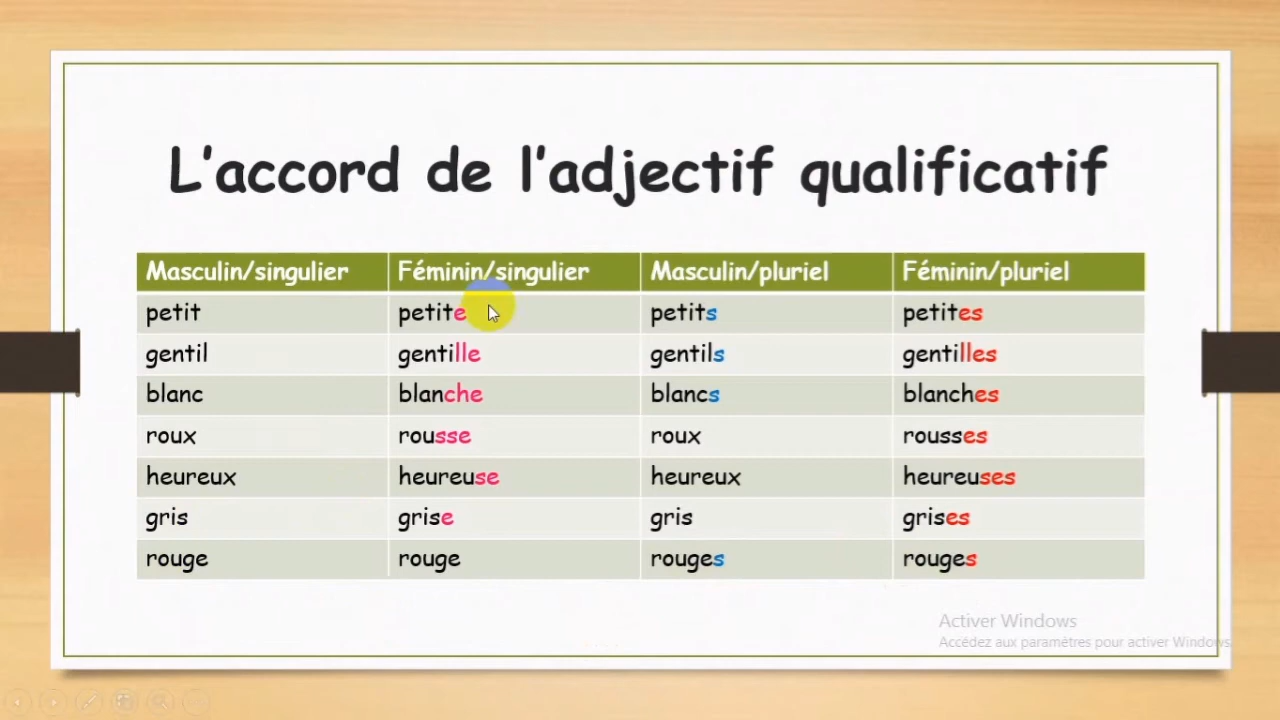 L'accord de l'adjectif qualificatif
Masculin/singulier Féminin/singulier Masculin/pluriel Féminin/pluriel
petit petite petits petites
gentil gentille gentils gentilles
blanc blanche blancs blanches
roux rousse roux rousses
heureux heureuse heureux heureuses
gris grise gris grises
rouge rouge rouges rouges
Activer Windows
Accédez aux paramètres pour activer Windows